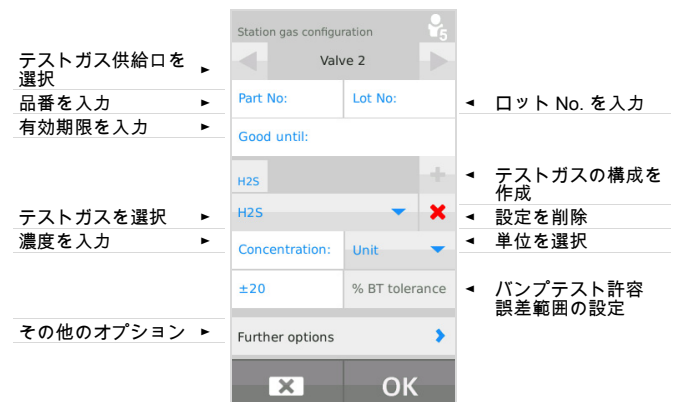 Station gas configuration
5
テストガス供給口を
選択
Valve 2
品番を入力
Part No:
Lot No:
ロット No. を入力
有効期限を入力
Good until:
H2S
テストガスの構成を
作成
テストガスを選択
H2S
設定を削除
濃度を入力
Concentration:
Unit
単位を選択
±20
% BT tolerance
バンプテスト許容
誤差範囲の設定
その他のオプション
Further options
OK